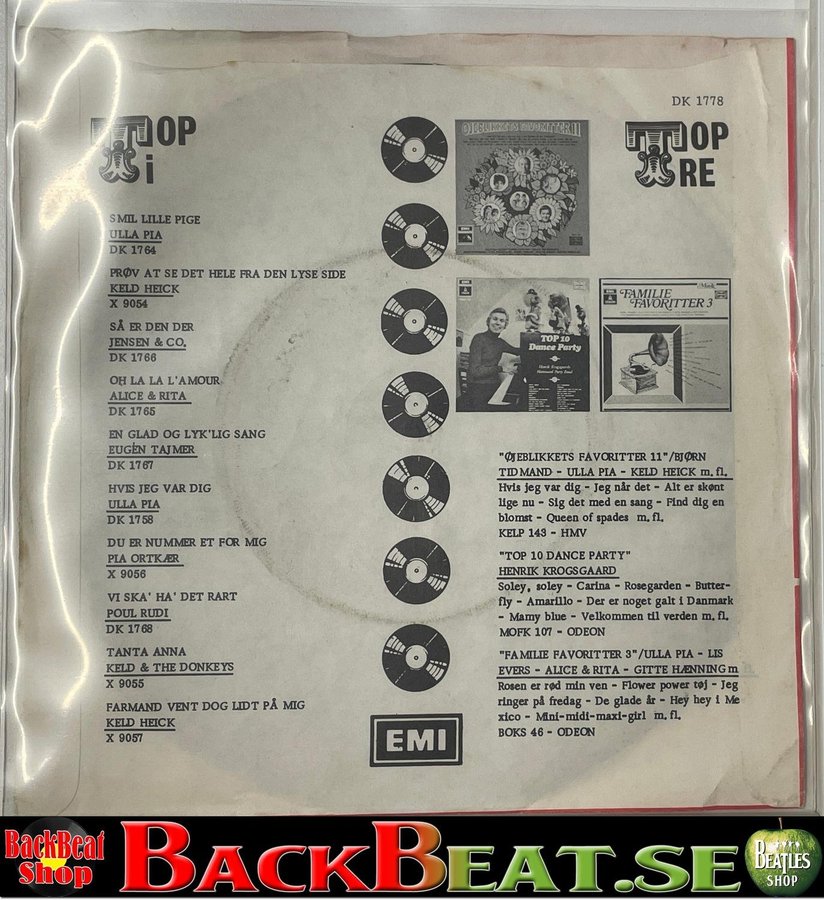 DK 1778
TOP
Ti
SMIL LILLE PIGE
ULLA PIA
DK 1764
PRØV AT SE DET HELE FRA DEN LYSE SIDE
KELD HEICK
X 9054
SÅ ER DEN DER
JENSEN & CO.
DK 1766
OH LA LA L'AMOUR
ALICE & RITA
DK 1765
EN GLAD OG LYK'LIG SANG
EUGÈN TAJMER
DK 1767
HVIS JEG VAR DIG
ULLA PIA
DK 1758
DU ER NUMMER ET FOR MIG
PIA ORTKÆR
X 9056
VI SKA' HA' DET RART
POUL RUDI
DK 1768
TANTA ANNA
KELD & THE DONKEYS
X 9055
FARMAND VENT DOG LIDT PÅ MIG
KELD HEICK
X 9057
EMI
TOP
TRE
ØJEBLIKKETS FAVORITTER 11
TOP 10
Dance Party
Henrik Krogsgaards
FAMILIE
FAVORITTER 3
"ØJEBLIKKETS FAVORITTER 11"/BJØRN
TIDMAND - ULLA PIA - KELD HEICK m. fl.
Hvis jeg var dig - Jeg når det - Alt er skønt
lige nu - Sig det med en sang - Find dig en
blomst - Queen of spades m. fl.
KELP 143 - HMV
"TOP 10 DANCE PARTY"
HENRIK KROGSGAARD
Soley, soley - Carina - Rosegarden - Butter-
fly - Amarillo - Der er noget galt i Danmark
- Mamy blue - Velkommen til verden m. fl.
MOFK 107 - ODEON
"FAMILIE FAVORITTER 3"/ULLA PIA - LIS
EVERS - ALICE & RITA - GITTE HÆNNING m
Rosen er rød min ven - Flower power tøj - Jeg
ringer på fredag - De glade år - Hey hey i Me
xico - Mini-midi-maxi-girl m. fl.
BOKS 46 - ODEON
BackBeat
Shop
BACKBEAT.SE
BEATLES
SHOP